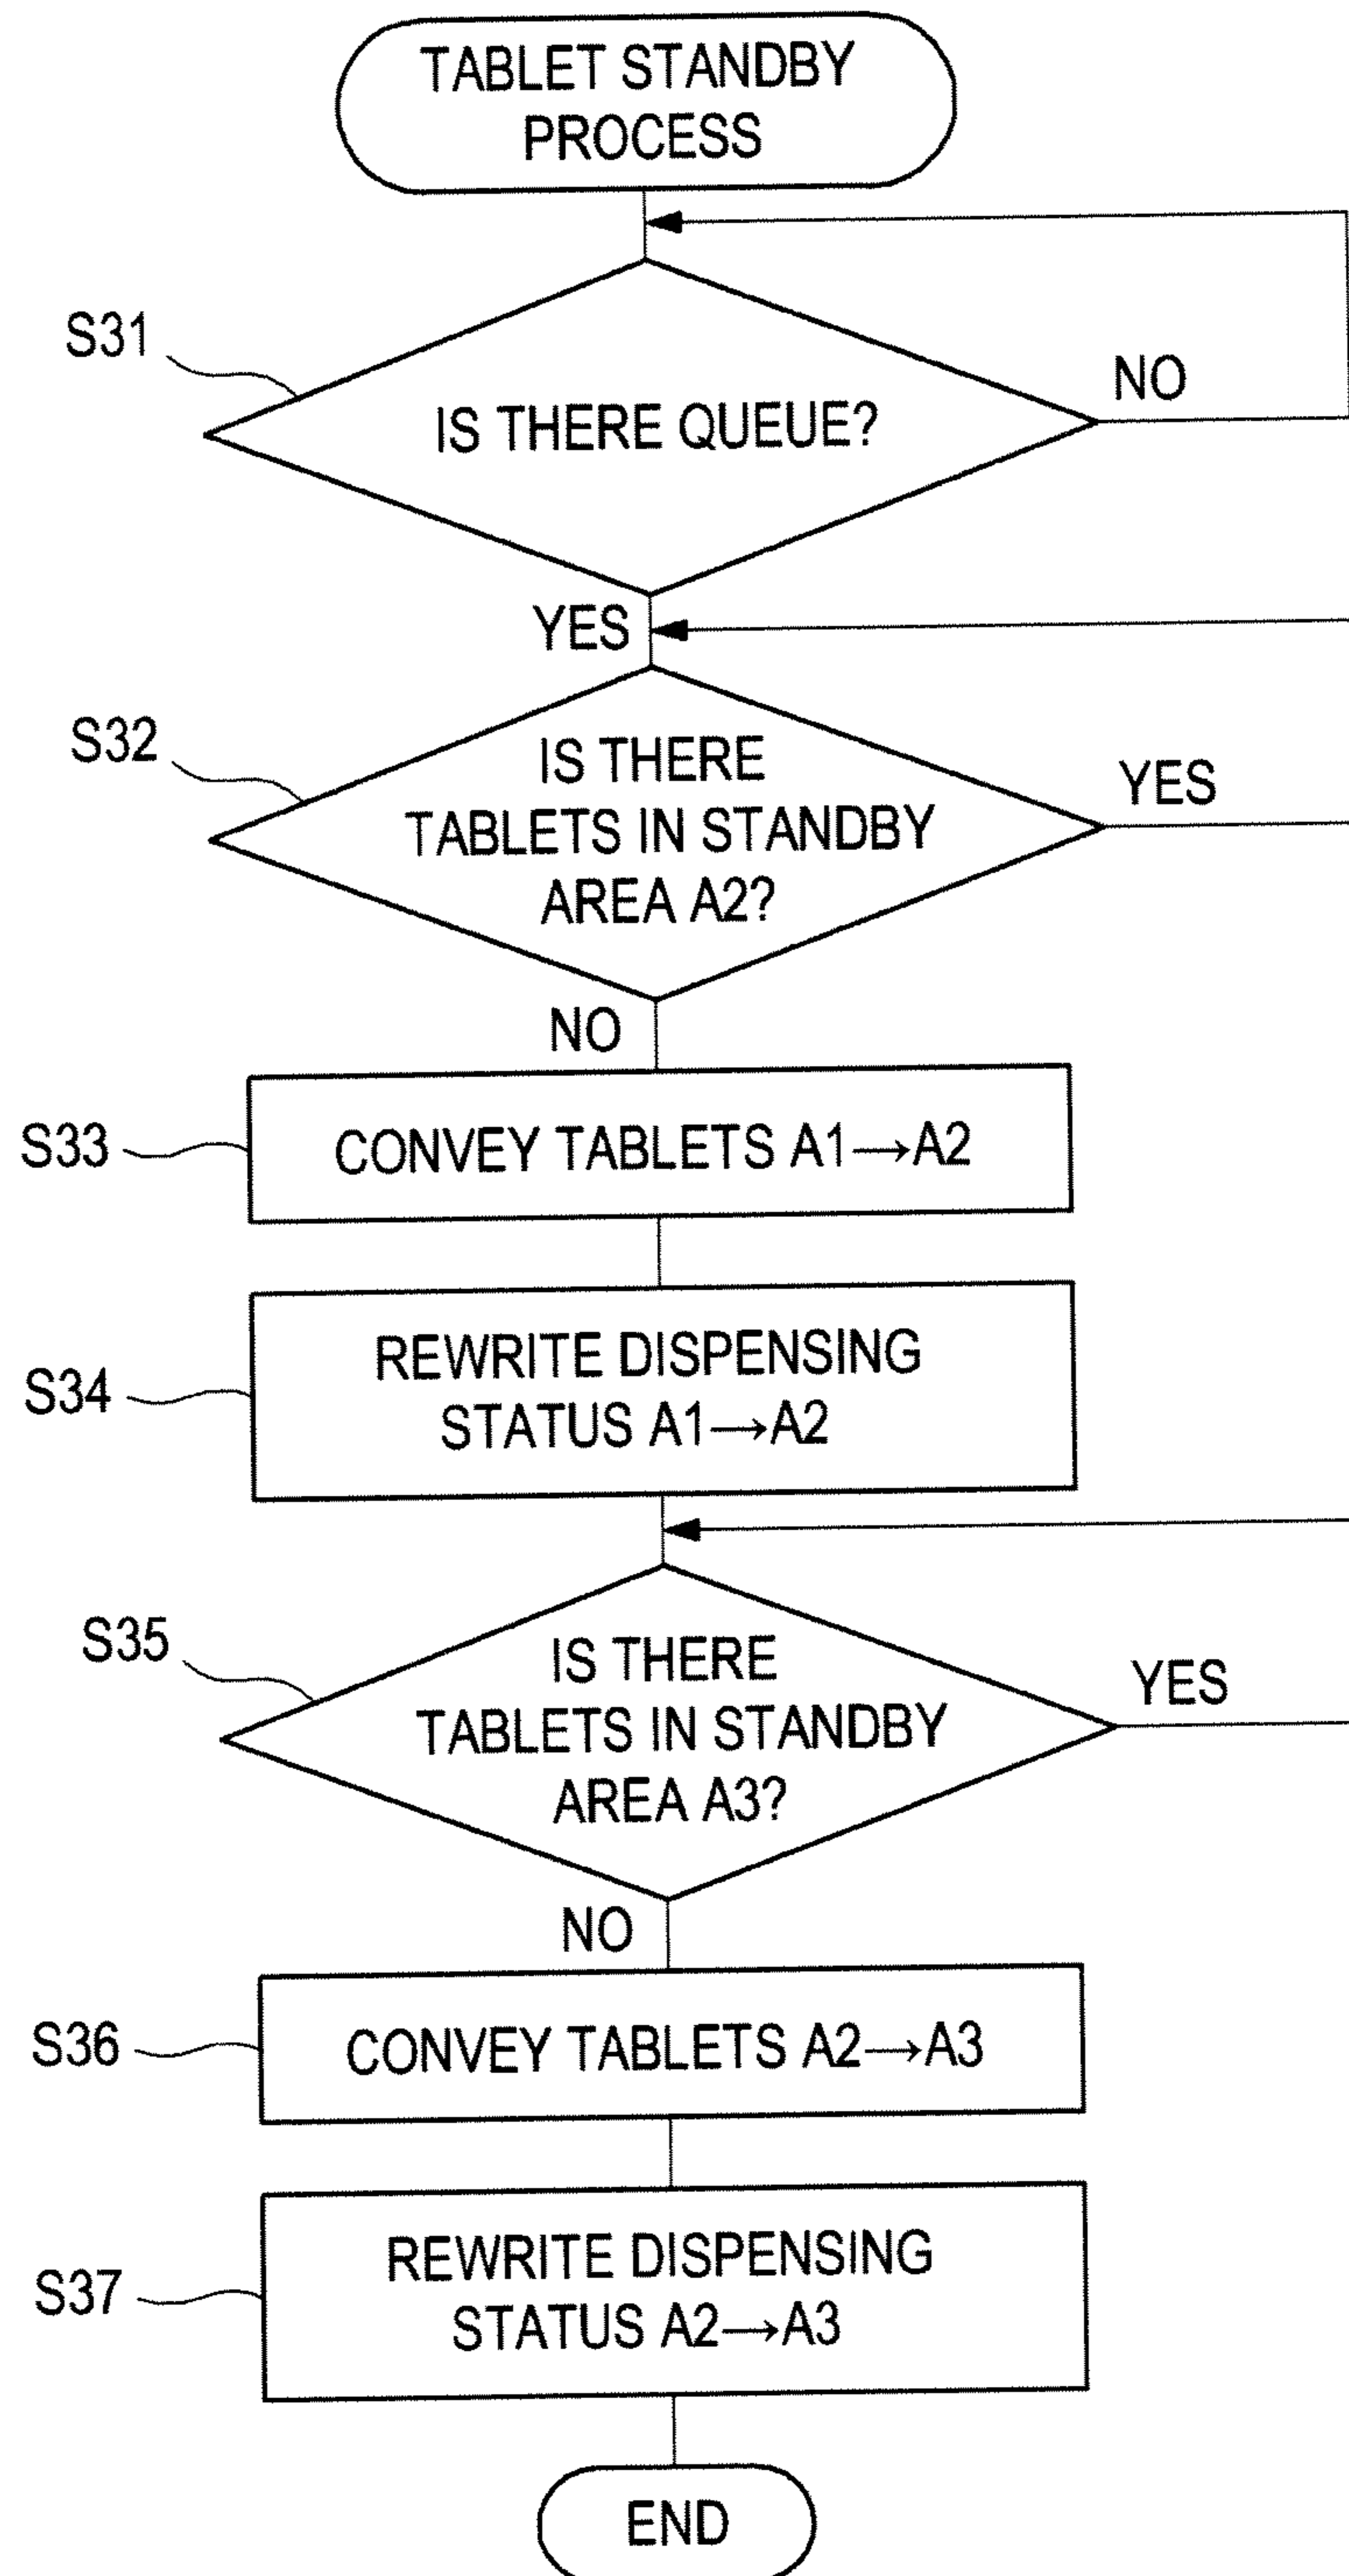 TABLET STANDBY
PROCESS
S31
IS THERE QUEUE?
NO
YES
S32
IS THERE
TABLETS IN STANDBY
AREA A2?
YES
NO
S33
CONVEY TABLETS A1→A2
S34
REWRITE DISPENSING
STATUS A1→A2
S35
IS THERE
TABLETS IN STANDBY
AREA A3?
YES
NO
S36
CONVEY TABLETS A2→A3
S37
REWRITE DISPENSING
STATUS A2→A3
END